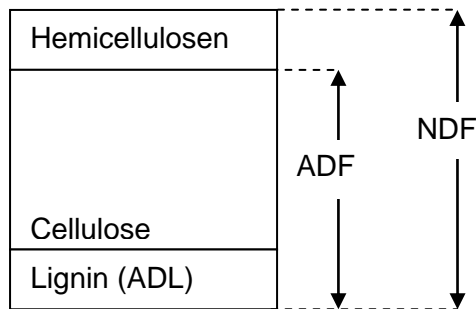 Hemicellulosen
NDF
ADF
Cellulose
Lignin (ADL)